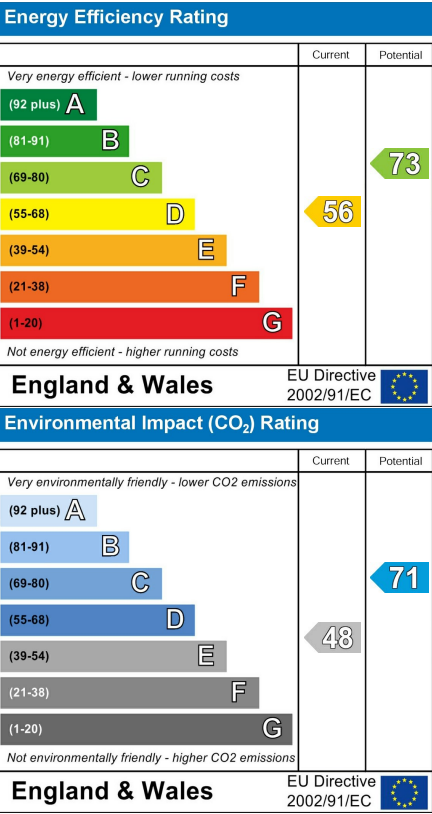 Energy Efficiency Rating
Current Potential
Very energy efficient - lower running costs
(92 plus) A
(81-91) B
(69-80) C
73
(55-68) D
56
(39-54) E
(21-38) F
(1-20) G
Not energy efficient - higher running costs
England & Wales
EU Directive
2002/91/EC
Environmental Impact (CO₂) Rating
Current Potential
Very environmentally friendly - lower CO2 emissions
(92 plus) A
(81-91) B
(69-80) C
71
(55-68) D
(39-54) E
48
(21-38) F
(1-20) G
Not environmentally friendly - higher CO2 emissions
England & Wales
EU Directive
2002/91/EC